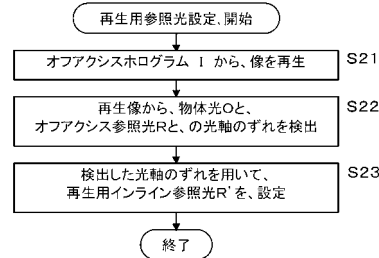 再生用参照光設定、開始
オフアクシスホログラム I から、像を再生
S21
再生像から、物体光Oと、
オフアクシス参照光Rと、の光軸のずれを検出
S22
検出した光軸のずれを用いて、
再生用インライン参照光R'を、設定
S23
終了